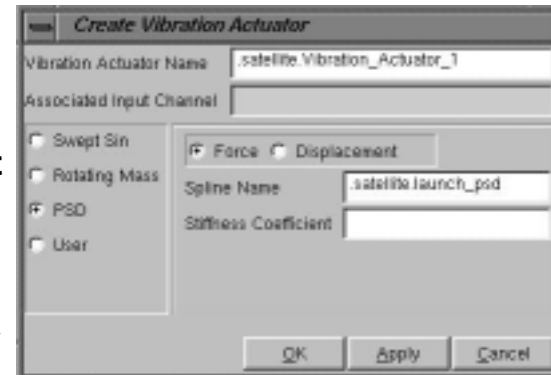 Create Vibration Actuator
Vibration Actuator Name .satellite.Vibration_Actuator_1
Associated Input Channel
Swept Sin
Force Displacement
Rotating Mass
Spline Name .satellite.launch_psd
PSD
Stiffness Coefficient
User
OK Apply Cancel